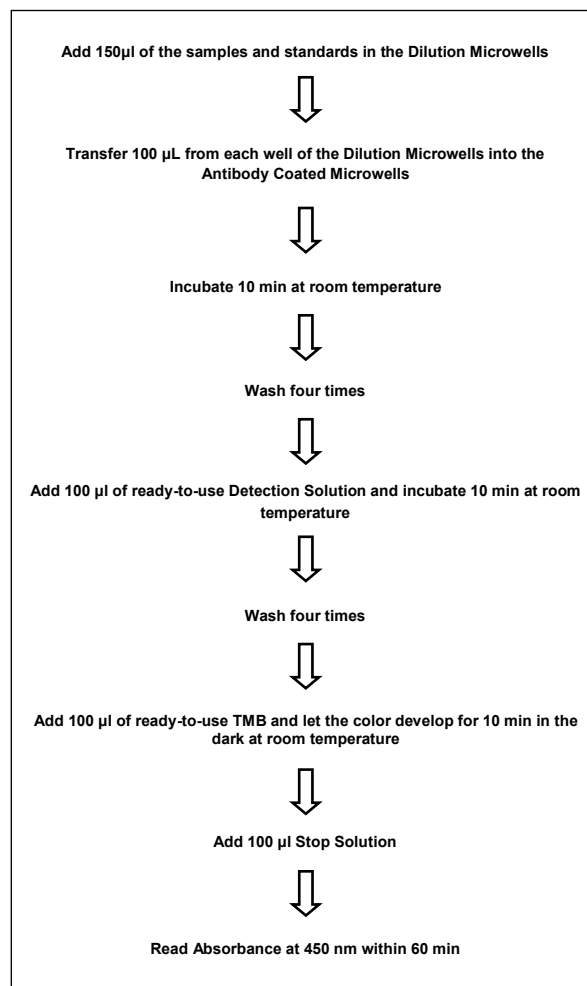 Add 150µl of the samples and standards in the Dilution Microwells
Transfer 100 µL from each well of the Dilution Microwells into the
Antibody Coated Microwells
Incubate 10 min at room temperature
Wash four times
Add 100 µl of ready-to-use Detection Solution and incubate 10 min at room
temperature
Wash four times
Add 100 µl of ready-to-use TMB and let the color develop for 10 min in the
dark at room temperature
Add 100 µl Stop Solution
Read Absorbance at 450 nm within 60 min